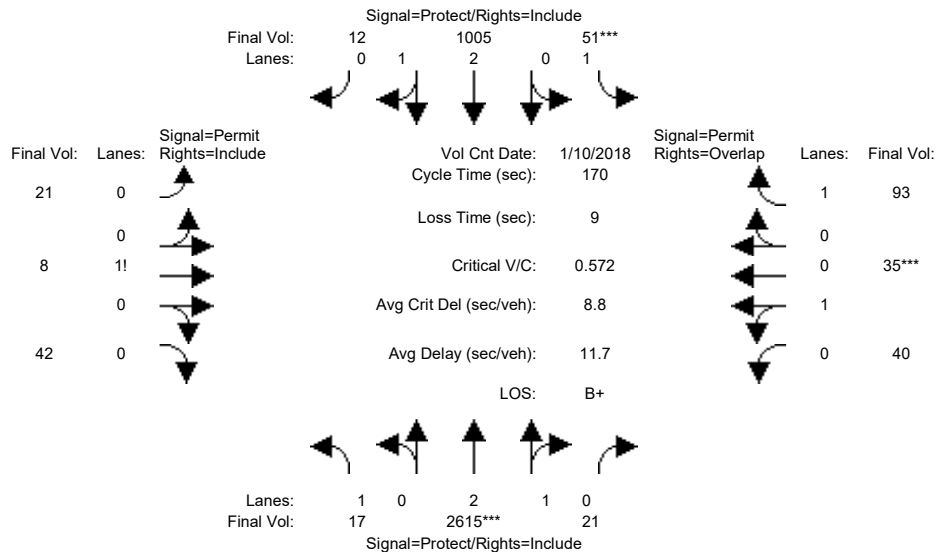 Signal=Protect/Rights=Include
Final Vol: 12 1005 51***
Lanes: 0 1 2 0 1
Signal=Permit Signal=Permit
Final Vol: Lanes: Rights=Include Vol Cnt Date: 1/10/2018 Rights=Overlap Lanes: Final Vol:
Cycle Time (sec): 170
21 0 1 93
Loss Time (sec): 9
0 0
8 1! Critical V/C: 0.572 0 35***
0 Avg Crit Del (sec/veh): 8.8 1
42 0 Avg Delay (sec/veh): 11.7 0 40
LOS: B+
Lanes: 1 0 2 1 0
Final Vol: 17 2615*** 21
Signal=Protect/Rights=Include